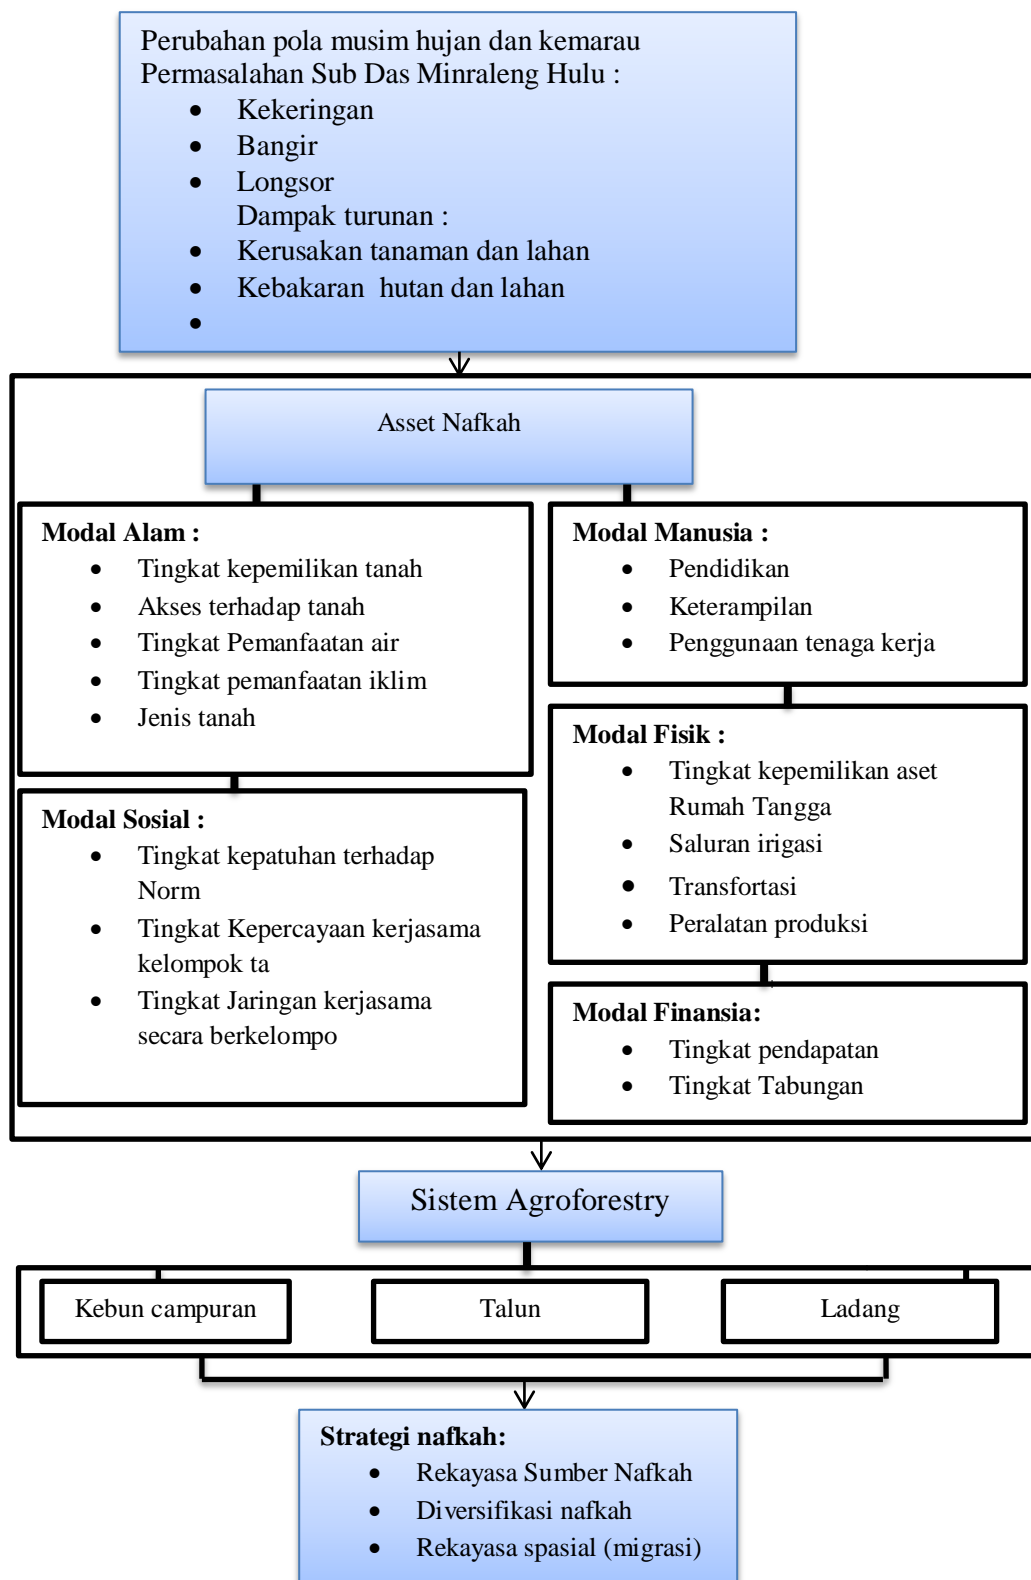 Perubahan pola musim hujan dan kemarau
Permasalahan Sub Das Minraleng Hulu :
• Kekeringan
• Bangir
• Longsor
Dampak turunan :
• Kerusakan tanaman dan lahan
• Kebakaran hutan dan lahan
•
Asset Nafkah
Modal Alam :
• Tingkat kepemilikan tanah
• Akses terhadap tanah
• Tingkat Pemanfaatan air
• Tingkat pemanfaatan iklim
• Jenis tanah
Modal Sosial :
• Tingkat kepatuhan terhadap
Norm
• Tingkat Kepercayaan kerjasama
kelompok ta
• Tingkat Jaringan kerjasama
secara berkelompo
Modal Manusia :
• Pendidikan
• Keterampilan
• Penggunaan tenaga kerja
Modal Fisik :
• Tingkat kepemilikan aset
Rumah Tangga
• Saluran irigasi
• Transfortasi
• Peralatan produksi
Modal Finansia:
• Tingkat pendapatan
• Tingkat Tabungan
Sistem Agroforestry
Kebun campuran
Talun
Ladang
Strategi nafkah:
• Rekayasa Sumber Nafkah
• Diversifikasi nafkah
• Rekayasa spasial (migrasi)